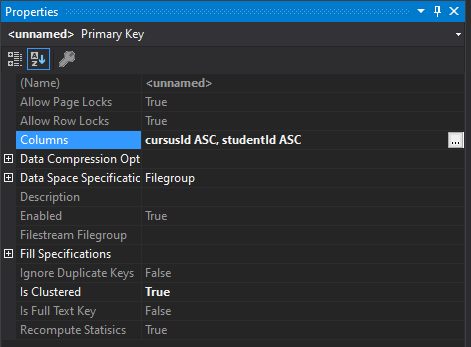 Properties
<unnamed> Primary Key
(Name) <unnamed>
Allow Page Locks True
Allow Row Locks True
Columns cursusId ASC, studentId ASC ...
Data Compression Opt
Data Space Specificatic Filegroup
Description
Enabled True
Filestream Filegroup
Fill Specifications
Ignore Duplicate Keys False
Is Clustered True
Is Full Text Key False
Recompute Statisics True